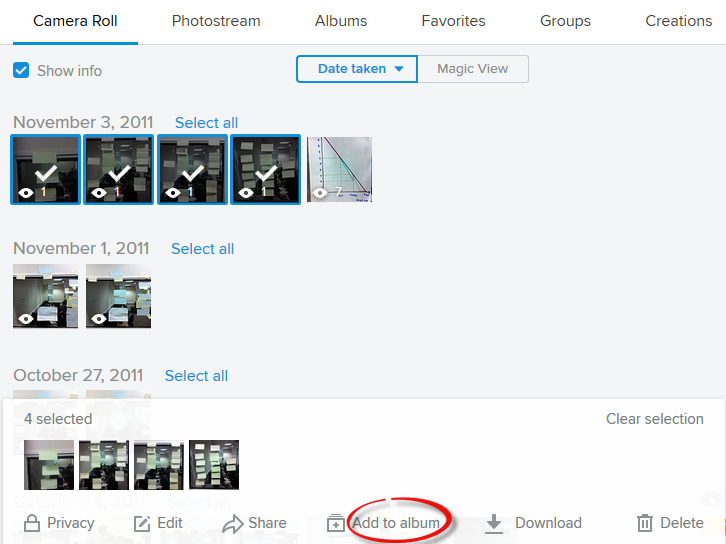 Camera Roll Photostream Albums Favorites Groups Creations
Show info Date taken Magic View
November 3, 2011 Select all
1 1 1 1 7
November 1, 2011 Select all
October 27, 2011 Select all
4 selected Clear selection
Privacy Edit Share Add to album Download Delete